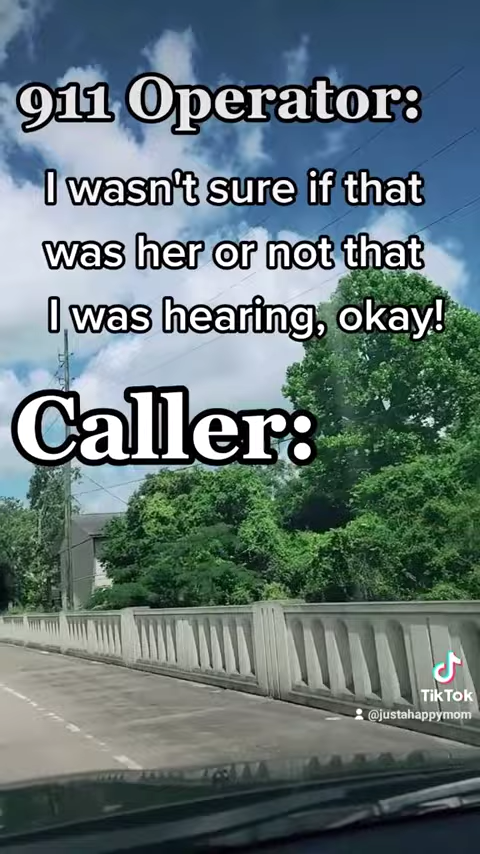 911 Operator:
I wasn't sure if that
was her or not that
I was hearing, okay!
Caller:
TikTok
@justahappymom